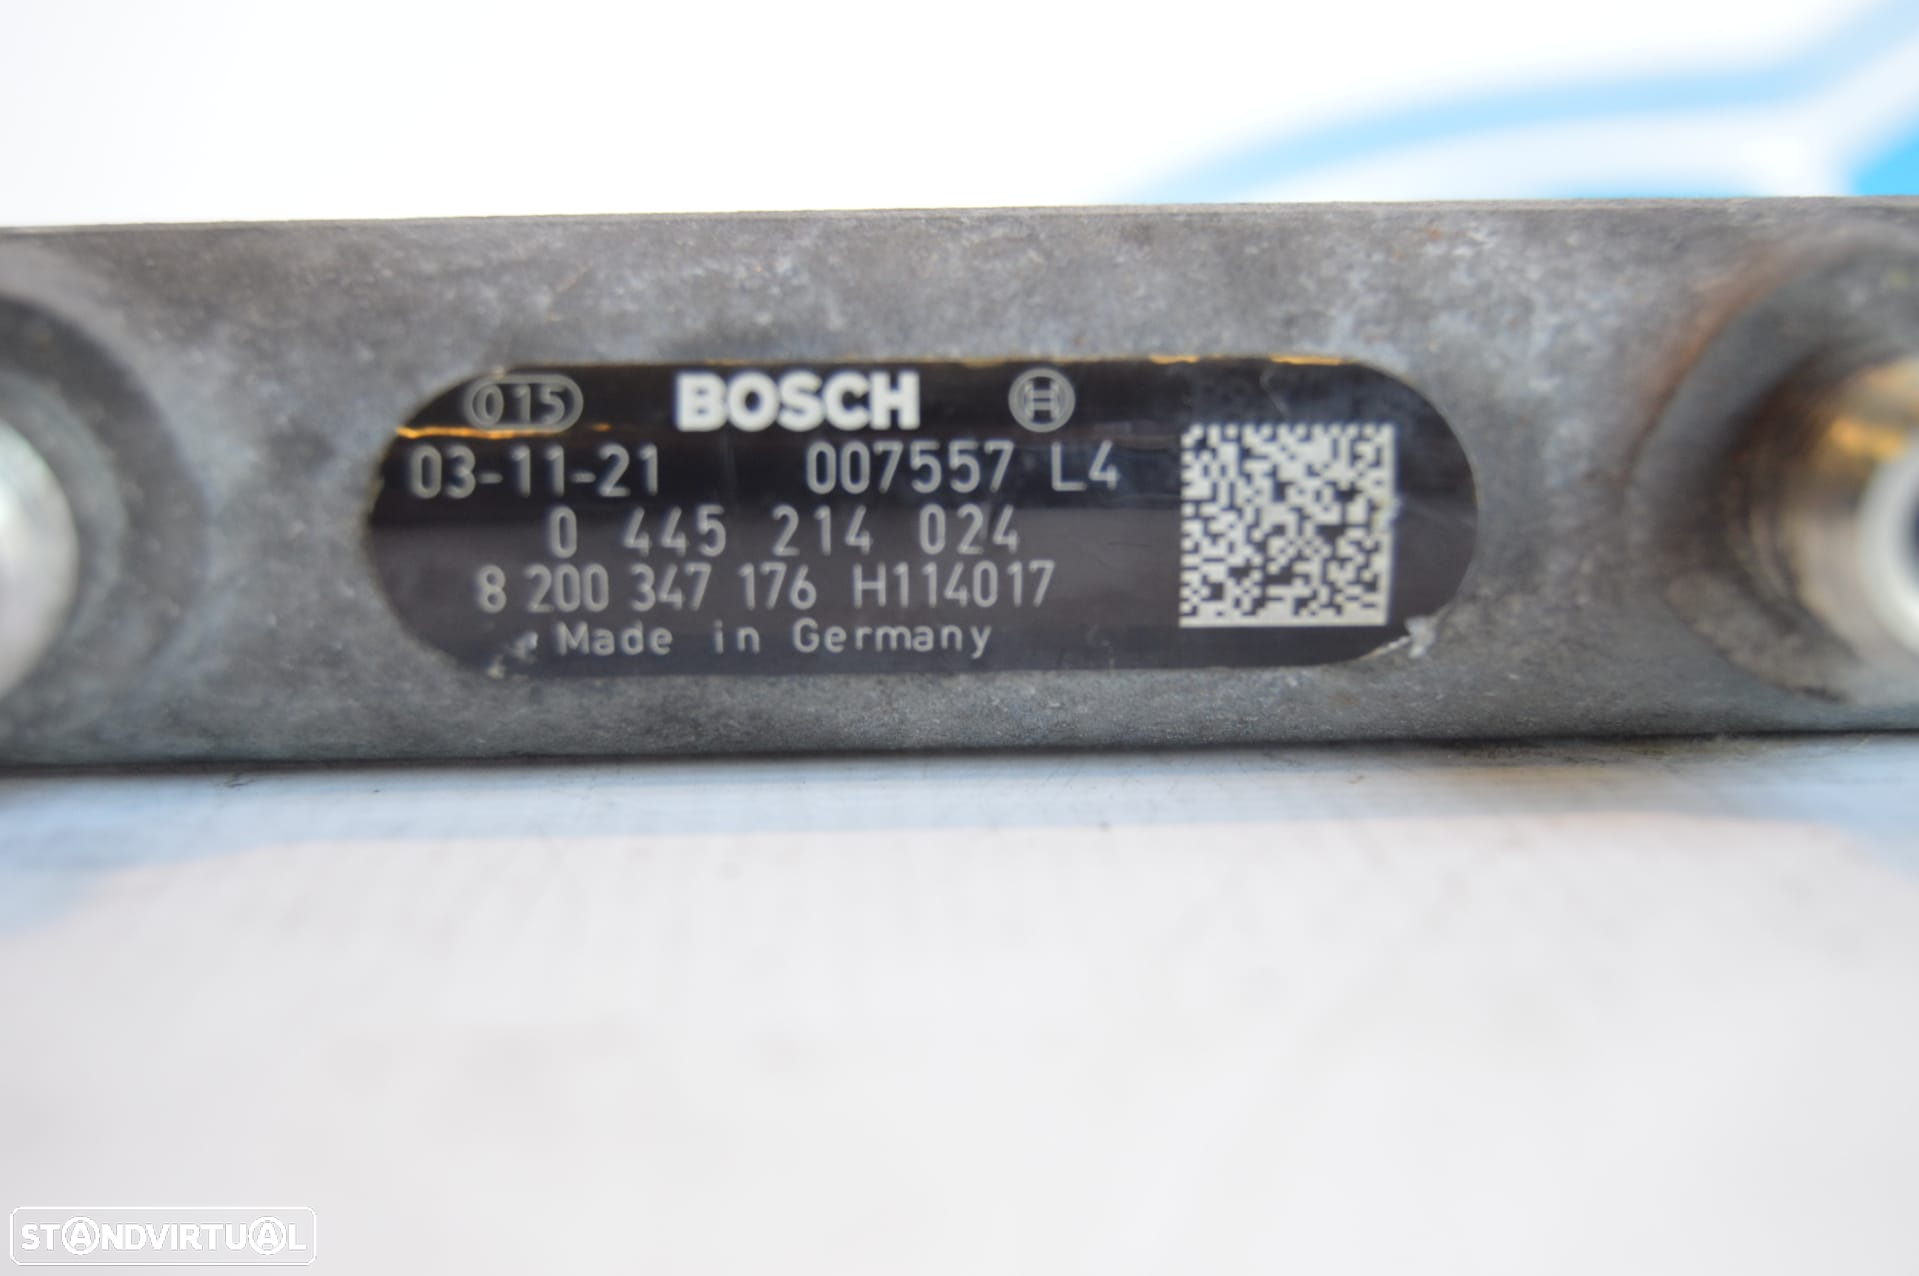 015 BOSCH
03-11-21 007557 L4
0 445 214 024
8 200 347 176 H114017
Made in Germany
STANDVIRTUAL